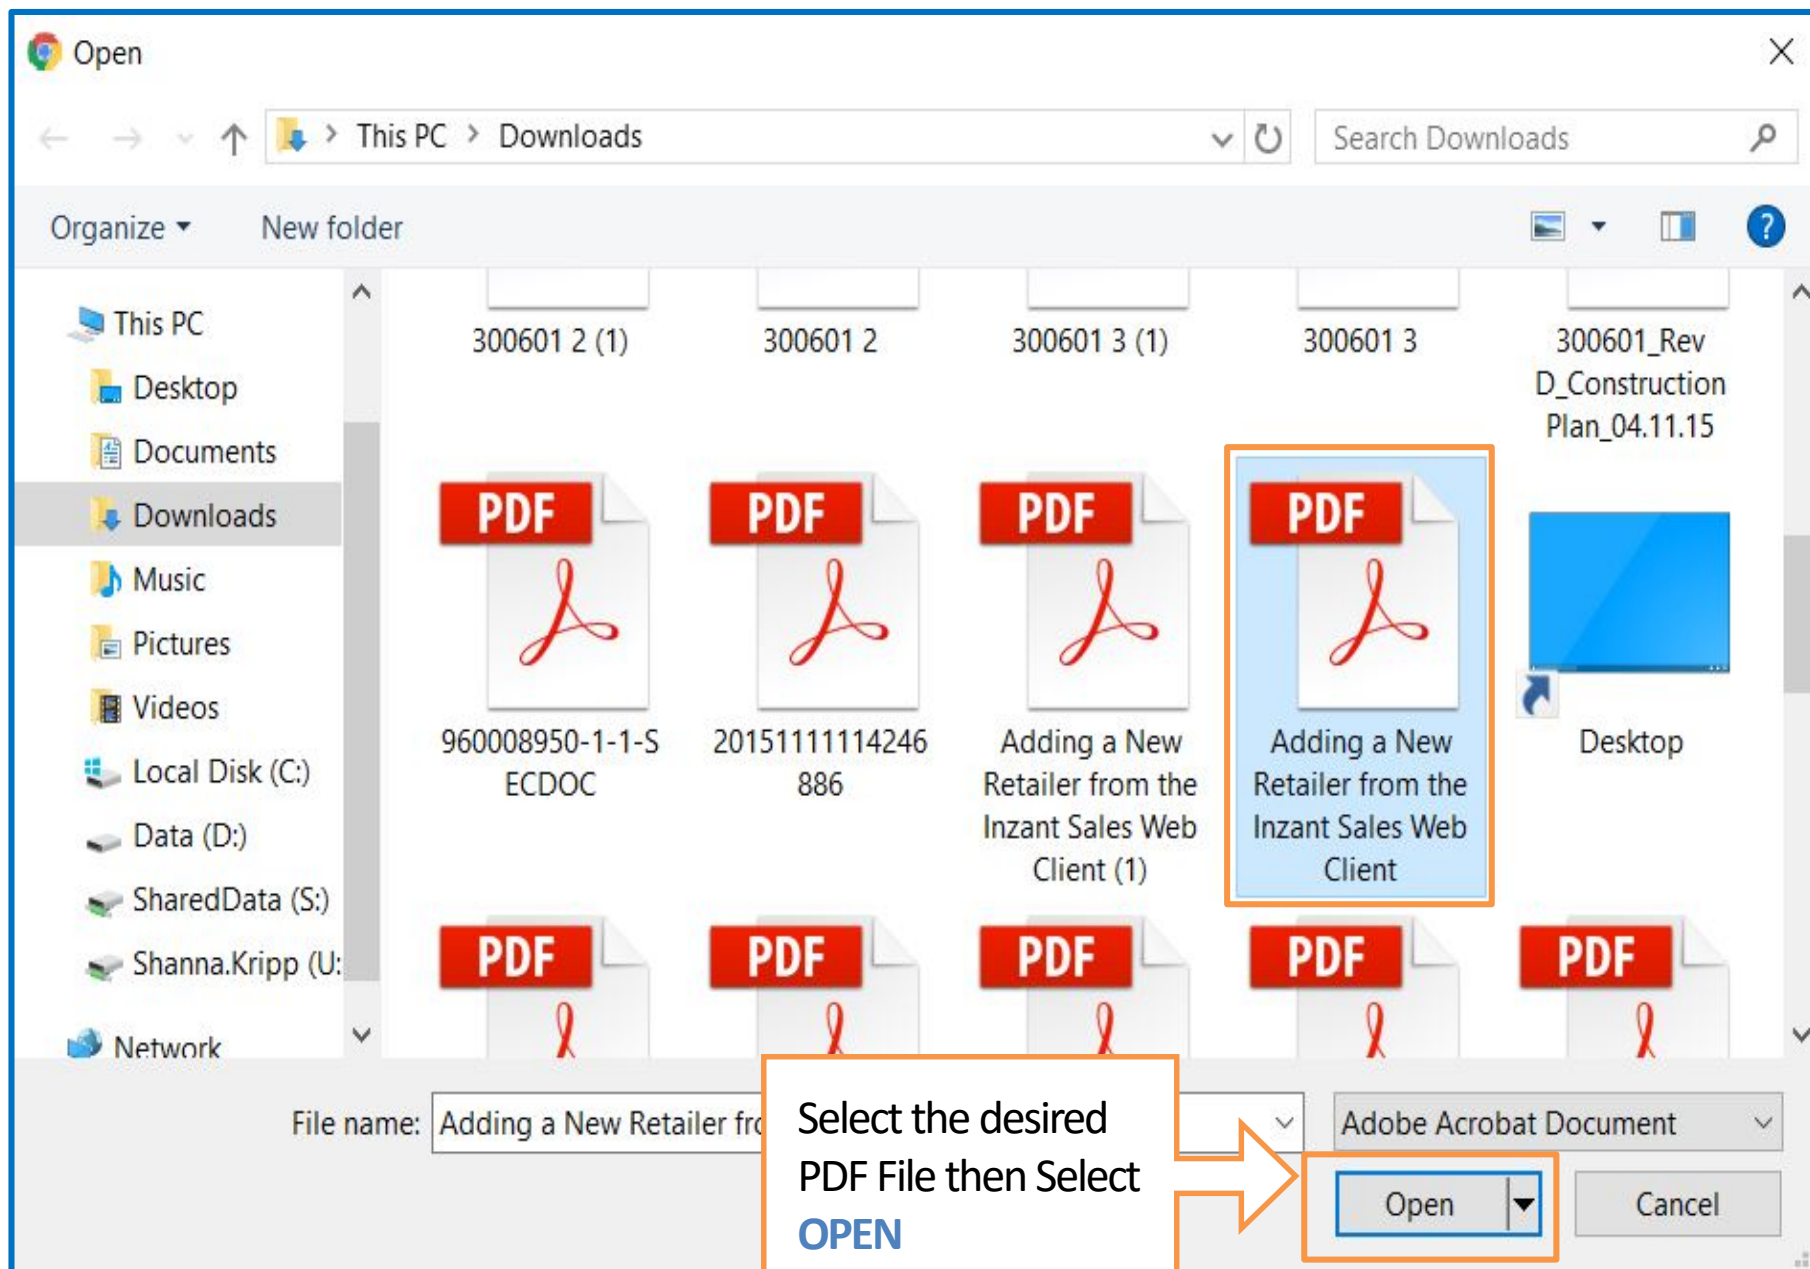 Open
This PC > Downloads
Search Downloads
Organize
New folder
This PC
Desktop
Documents
Downloads
Music
Pictures
Videos
Local Disk (C:)
Data (D:)
SharedData (S:)
Shanna.Kripp (U:
Network
300601 2 (1)
300601 2
300601 3 (1)
300601 3
300601_Rev
D_Construction
Plan_04.11.15
PDF
960008950-1-1-S
ECDOC
PDF
20151111114246
886
PDF
Adding a New
Retailer from the
Inzant Sales Web
Client (1)
PDF
Adding a New
Retailer from the
Inzant Sales Web
Client
Desktop
PDF
PDF
PDF
PDF
PDF
File name:
Adding a New Retailer fro
Adobe Acrobat Document
Select the desired
PDF File then Select
OPEN
Open
Cancel